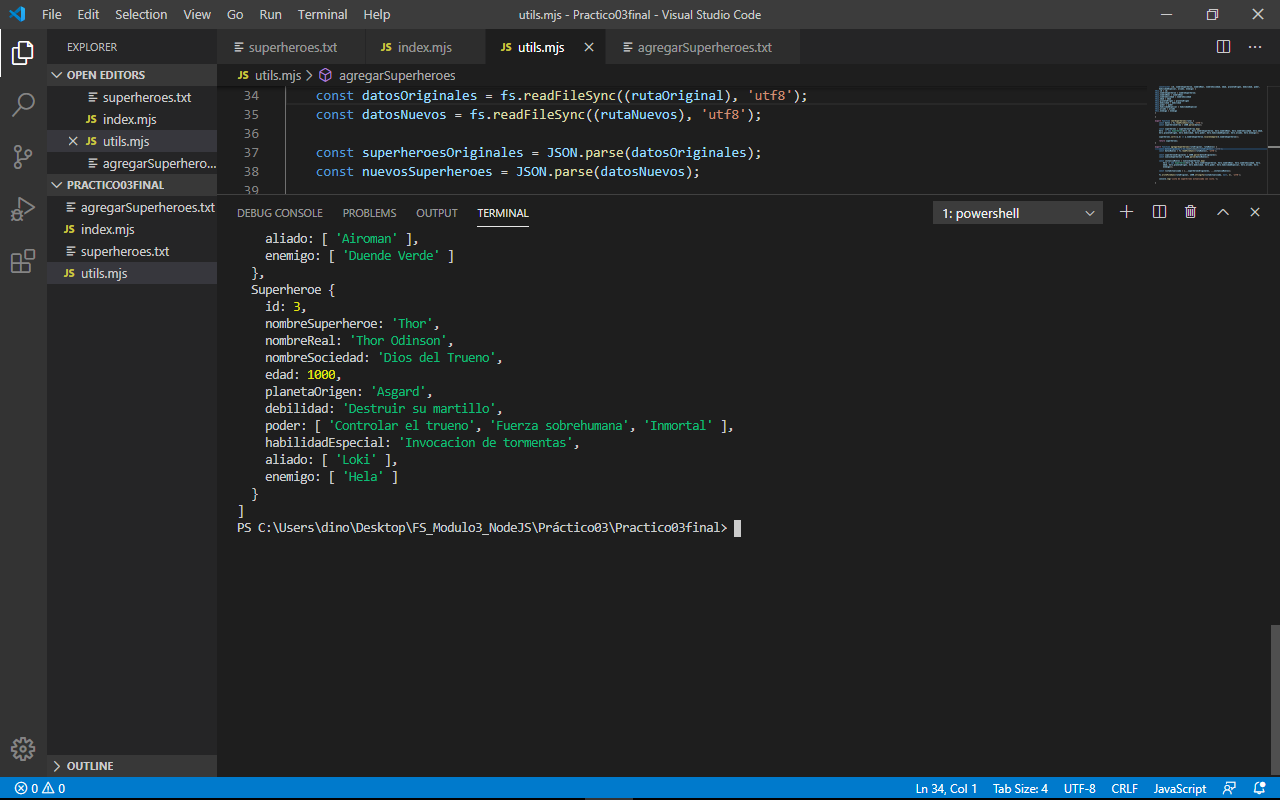 File Edit Selection View Go Run Terminal Help utils.mjs - Practico03final - Visual Studio Code
EXPLORER
superheroes.txt JS index.mjs JS utils.mjs agregarSuperheroes.txt
OPEN EDITORS
superheroes.txt
JS index.mjs
JS utils.mjs
agregarSuperhero...
PRACTICO03FINAL
agregarSuperheroes.txt
JS index.mjs
superheroes.txt
JS utils.mjs
OUTLINE
JS utils.mjs > agregarSuperheroes
34 const datosOriginales = fs.readFileSync((rutaOriginal), 'utf8');
35 const datosNuevos = fs.readFileSync((rutaNuevos), 'utf8');
36
37 const superheroesOriginales = JSON.parse(datosOriginales);
38 const nuevosSuperheroes = JSON.parse(datosNuevos);
39
DEBUG CONSOLE PROBLEMS OUTPUT TERMINAL 1: powershell
aliado: [ 'Airoman' ],
enemigo: [ 'Duende Verde' ]
},
Superheroe {
id: 3,
nombreSuperheroe: 'Thor',
nombreReal: 'Thor Odinson',
nombreSociedad: 'Dios del Trueno',
edad: 1000,
planetaOrigen: 'Asgard',
debilidad: 'Destruir su martillo',
poder: [ 'Controlar el trueno', 'Fuerza sobrehumana', 'Inmortal' ],
habilidadEspecial: 'Invocacion de tormentas',
aliado: [ 'Loki' ],
enemigo: [ 'Hela' ]
}
]
PS C:\Users\dino\Desktop\FS_Modulo3_NodeJS\Práctico03\Practico03final>
0 0 Ln 34, Col 1 Tab Size: 4 UTF-8 CRLF JavaScript